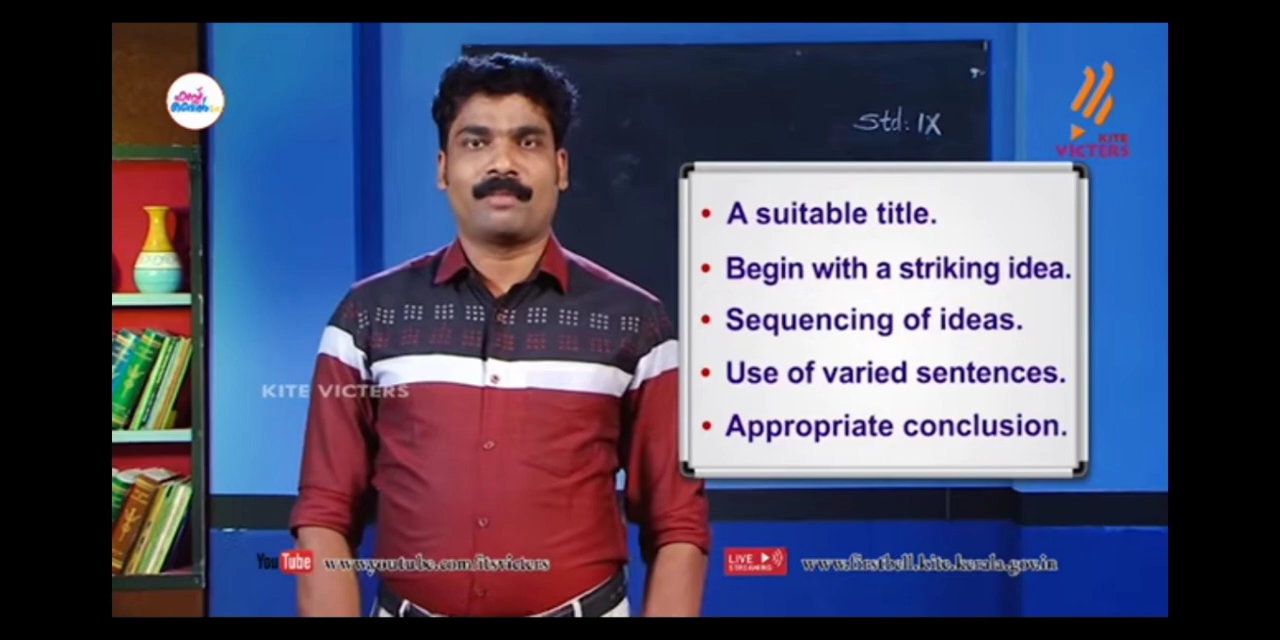 Std: IX
KITE
VICTERS
• A suitable title.
• Begin with a striking idea.
• Sequencing of ideas.
• Use of varied sentences.
• Appropriate conclusion.
KITE VICTERS
YouTube www.youtube.com/itsvicters
LIVE
STREAMING
www.firstbell.kite.kerala.gov.in